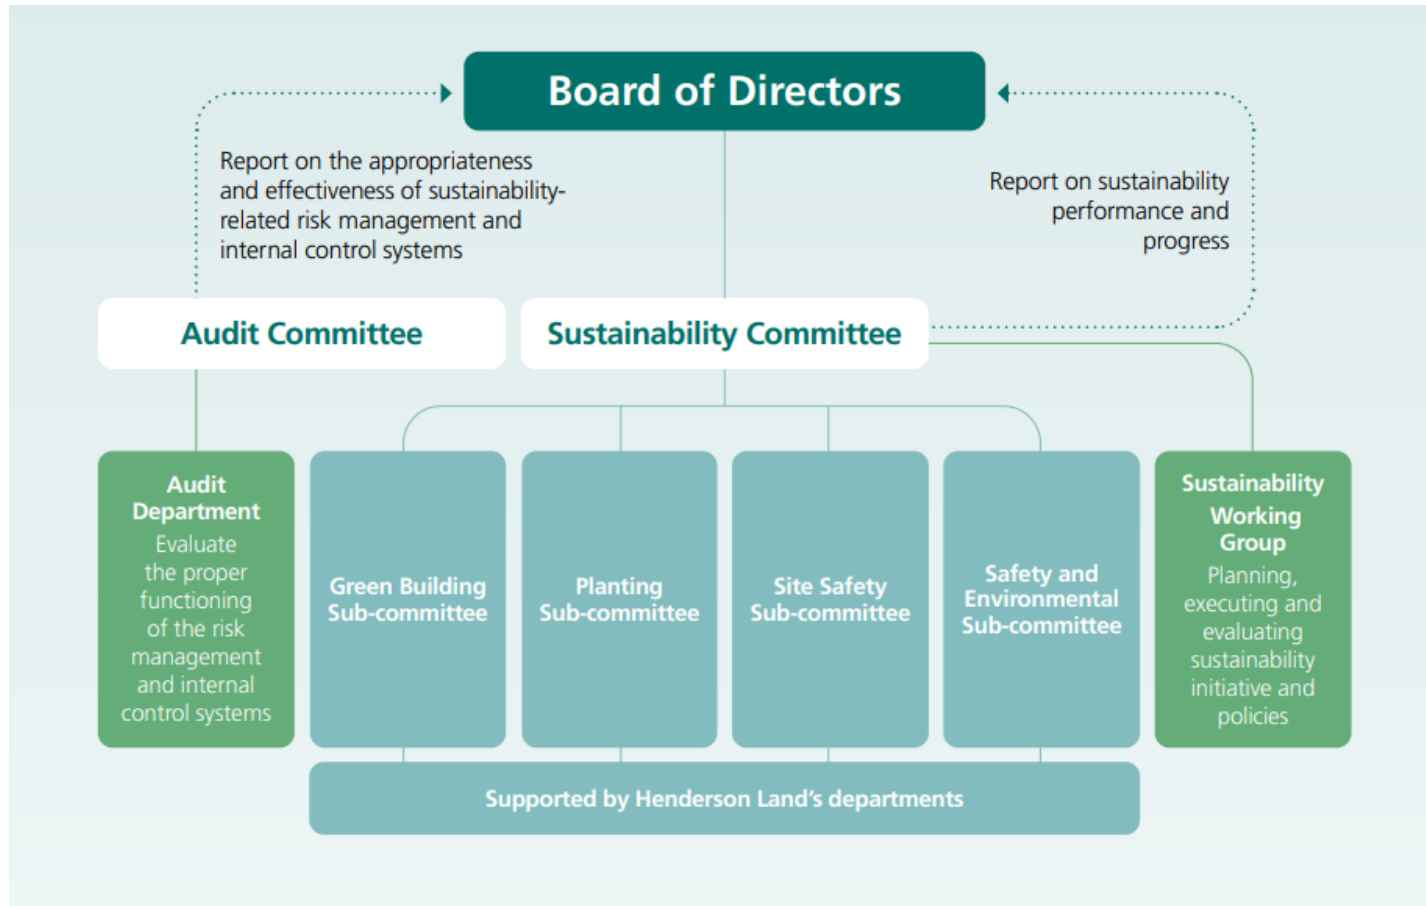 Board of Directors
Report on the appropriateness
and effectiveness of sustainability-
related risk management and
internal control systems
Report on sustainability
performance and
progress
Audit Committee
Sustainability Committee
Audit
Department
Evaluate
the proper
functioning
of the risk
management
and internal
control systems
Green Building
Sub-committee
Planting
Sub-committee
Site Safety
Sub-committee
Safety and
Environmental
Sub-committee
Sustainability
Working
Group
Planning,
executing and
evaluating
sustainability
initiative and
policies
Supported by Henderson Land’s departments